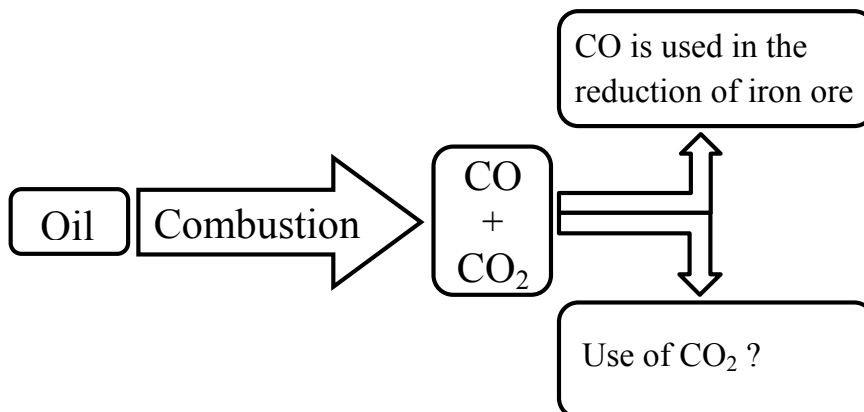 CO is used in the
reduction of iron ore
Oil
Combustion
CO
+
CO₂
Use of CO₂ ?